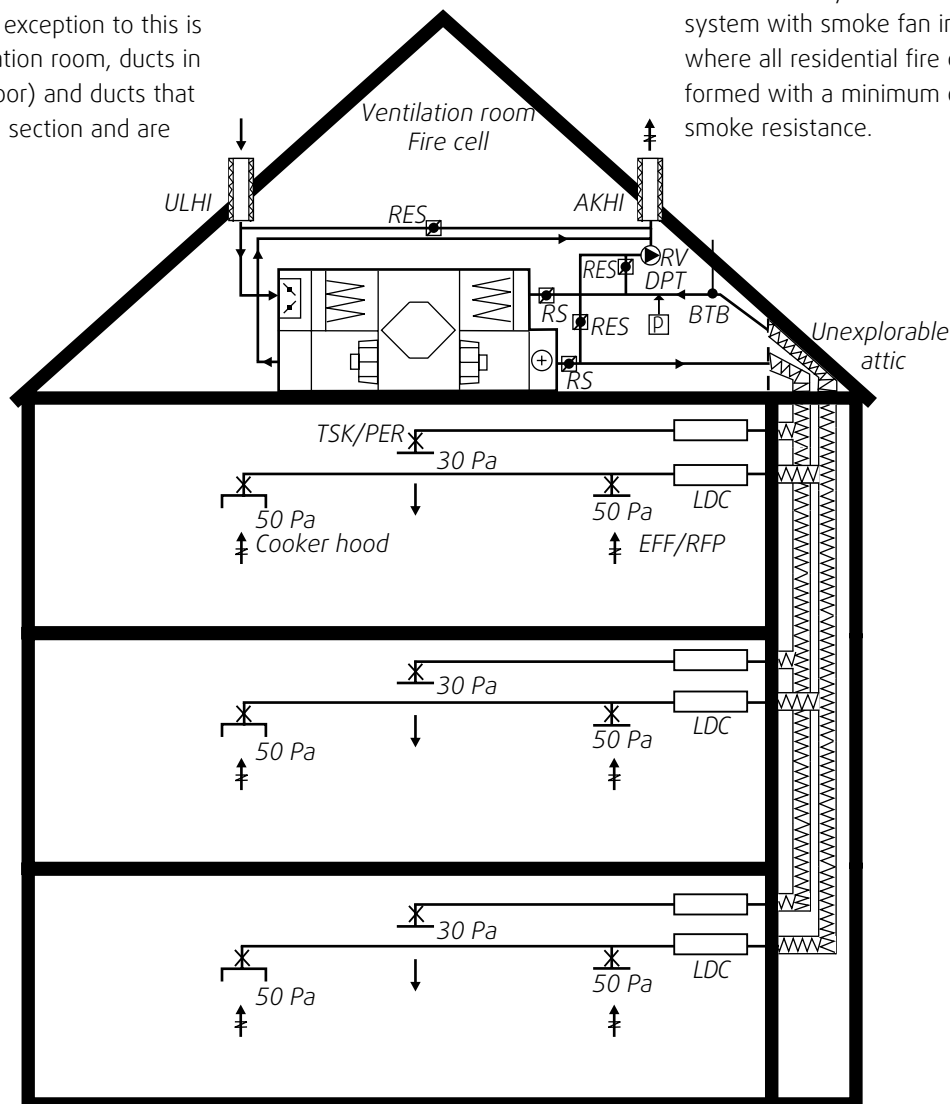 exception to this is
ation room, ducts in
oor) and ducts that
section and are
system with smoke fan
where all residential fire
formed with a minimum
smoke resistance.
Ventilation room
Fire cell
ULHI
AKHI
RES
RES
RV
DPT
RS
RES
P
BTB
RS
Unexplorable
attic
TSK/PER
30 Pa
50 Pa
50 Pa
LDC
Cooker hood
EFF/RFP
30 Pa
50 Pa
50 Pa
LDC
30 Pa
50 Pa
50 Pa
LDC